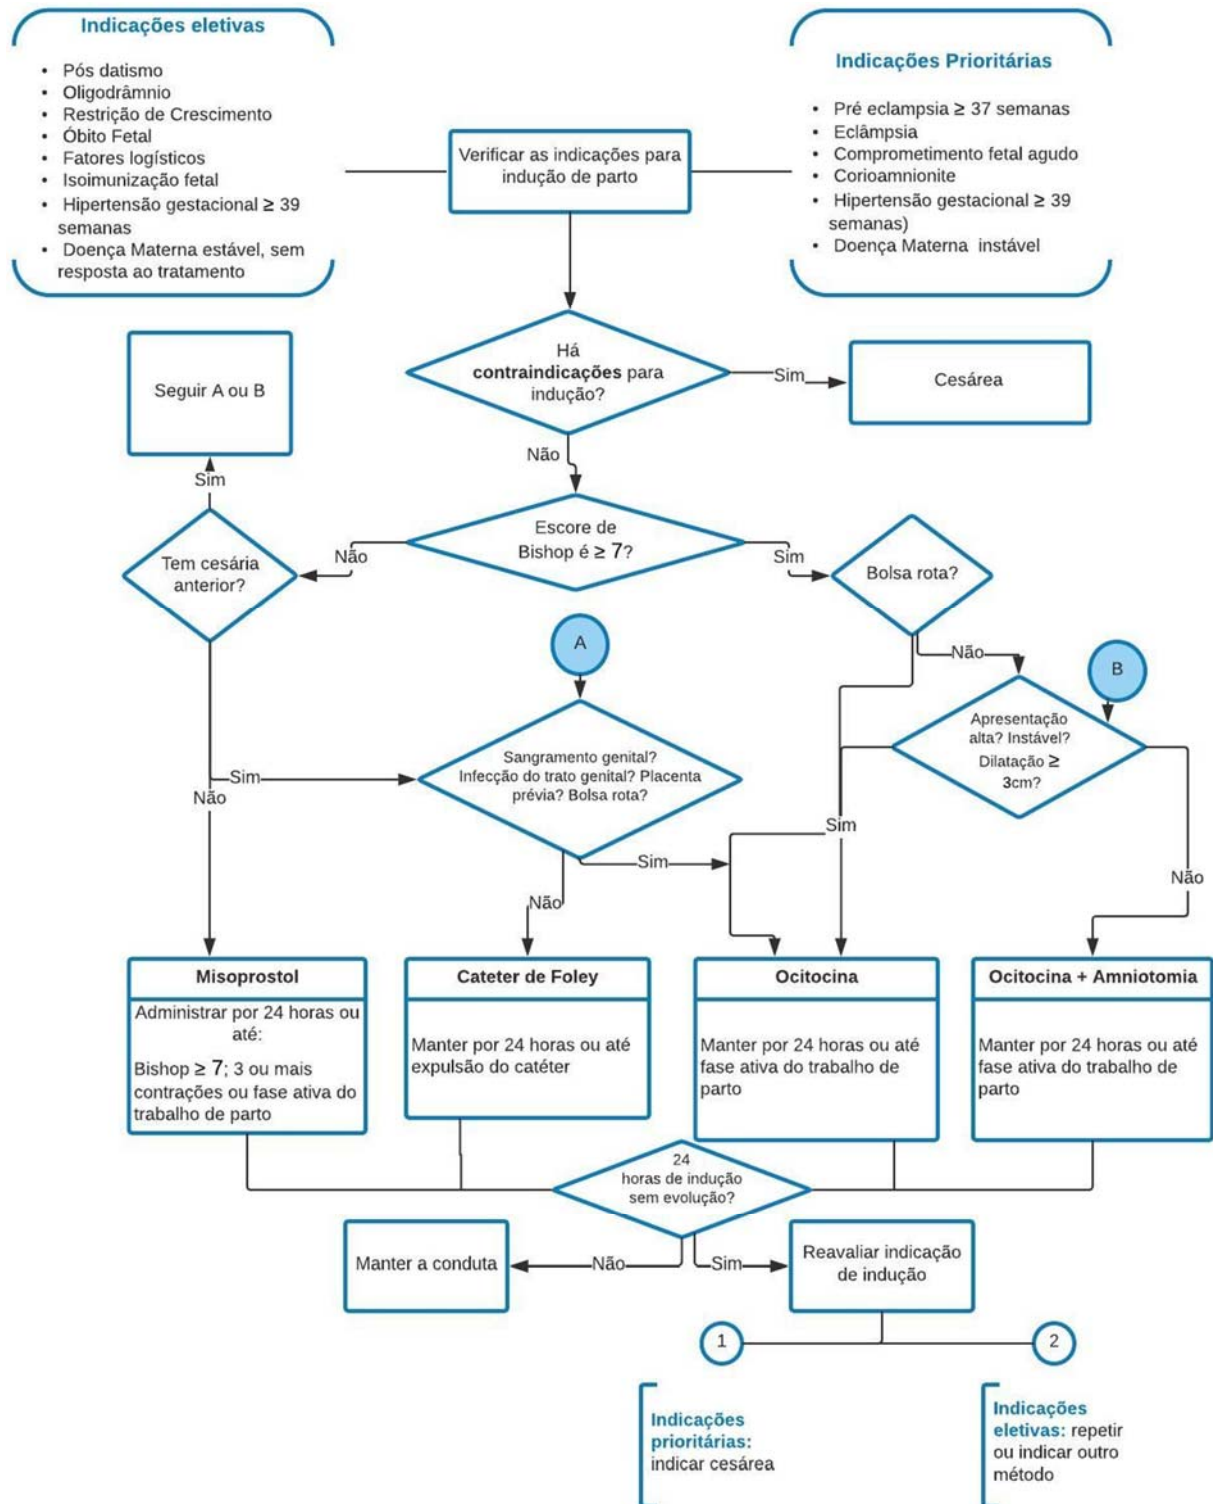 Indicações eletivas
• Pós datismo
• Oligodrâmnio
• Restrição de Crescimento
• Óbito Fetal
• Fatores logísticos
• Isoimunização fetal
• Hipertensão gestacional ≥ 39
semanas
• Doença Materna estável, sem
resposta ao tratamento
Verificar as indicações para
indução de parto
Indicações Prioritárias
• Pré eclampsia ≥ 37 semanas
• Eclâmpsia
• Comprometimento fetal agudo
• Corioamnionite
• Hipertensão gestacional ≥ 39
semanas)
• Doença Materna instável
Há
contraindicações para
indução?
Sim
Cesárea
Seguir A ou B
Não
Sim
Escore de
Bishop é ≥ 7?
Não
Sim
Tem cesária
anterior?
Bolsa rota?
A
Não
B
Apresentação
alta? Instável?
Dilatação ≥
3cm?
Sangramento genital?
Infecção do trato genital? Placenta
prévia? Bolsa rota?
Sim
Não
Sim
Sim
Não
Não
Misoprostol
Administrar por 24 horas ou
até:
Bishop ≥ 7; 3 ou mais
contrações ou fase ativa do
trabalho de parto
Cateter de Foley
Manter por 24 horas ou até
expulsão do catéter
Ocitocina
Manter por 24 horas ou até
fase ativa do trabalho de
parto
Ocitocina + Amniotomia
Manter por 24 horas ou até
fase ativa do trabalho de
parto
24
horas de indução
sem evolução?
Manter a conduta
Não
Sim
Reavaliar indicação
de indução
1
2
Indicações
prioritárias:
indicar cesárea
Indicações
eletivas: repetir
ou indicar outro
método